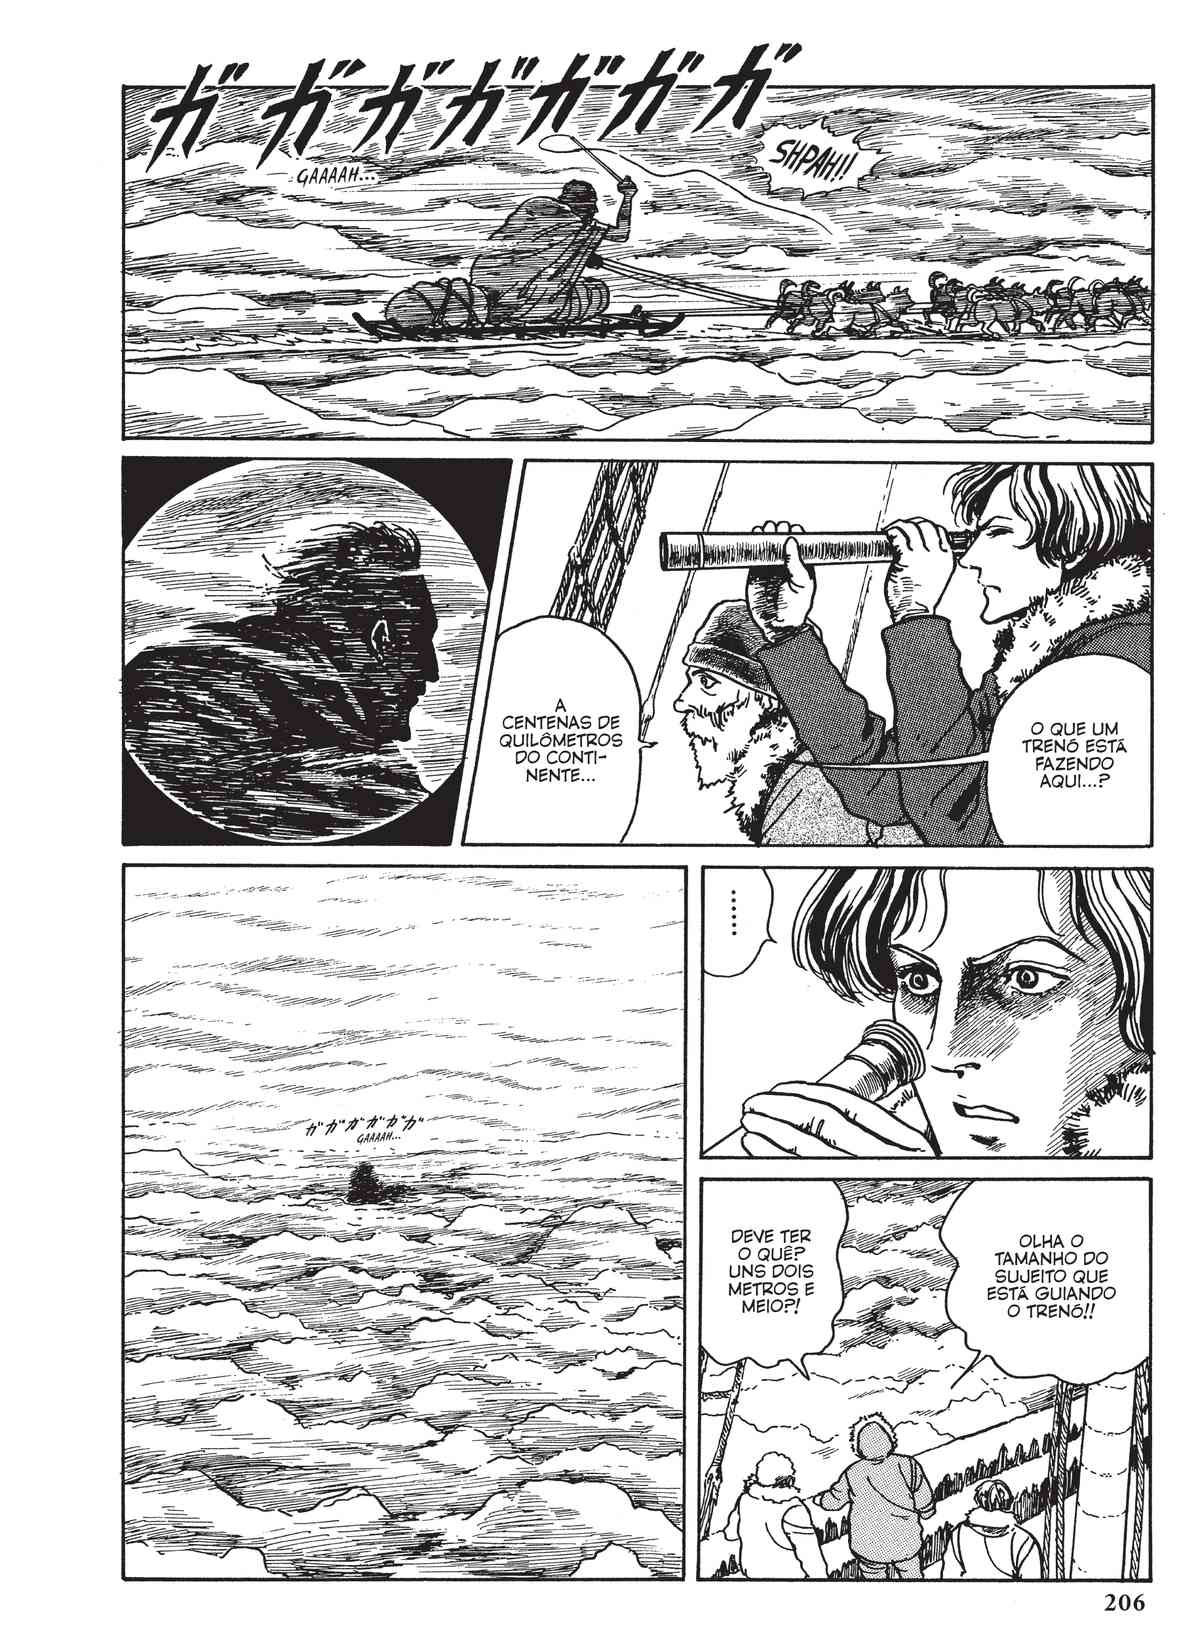 ガガガガガガガ
GAAAAH...
SHPAH!!
O QUE UM
TRENÓ ESTÁ
FAZENDO
AQUI...?
A
CENTENAS DE
QUILÔMETROS
DO CONTI-
NENTE...
........
OLHA O
TAMANHO DO
SUJEITO QUE
ESTÁ GUIANDO
O TRENÓ!!
DEVE TER
O QUÊ?
UNS DOIS
METROS E
MEIO?!
ガガガガガガ
GAAAAH...
206